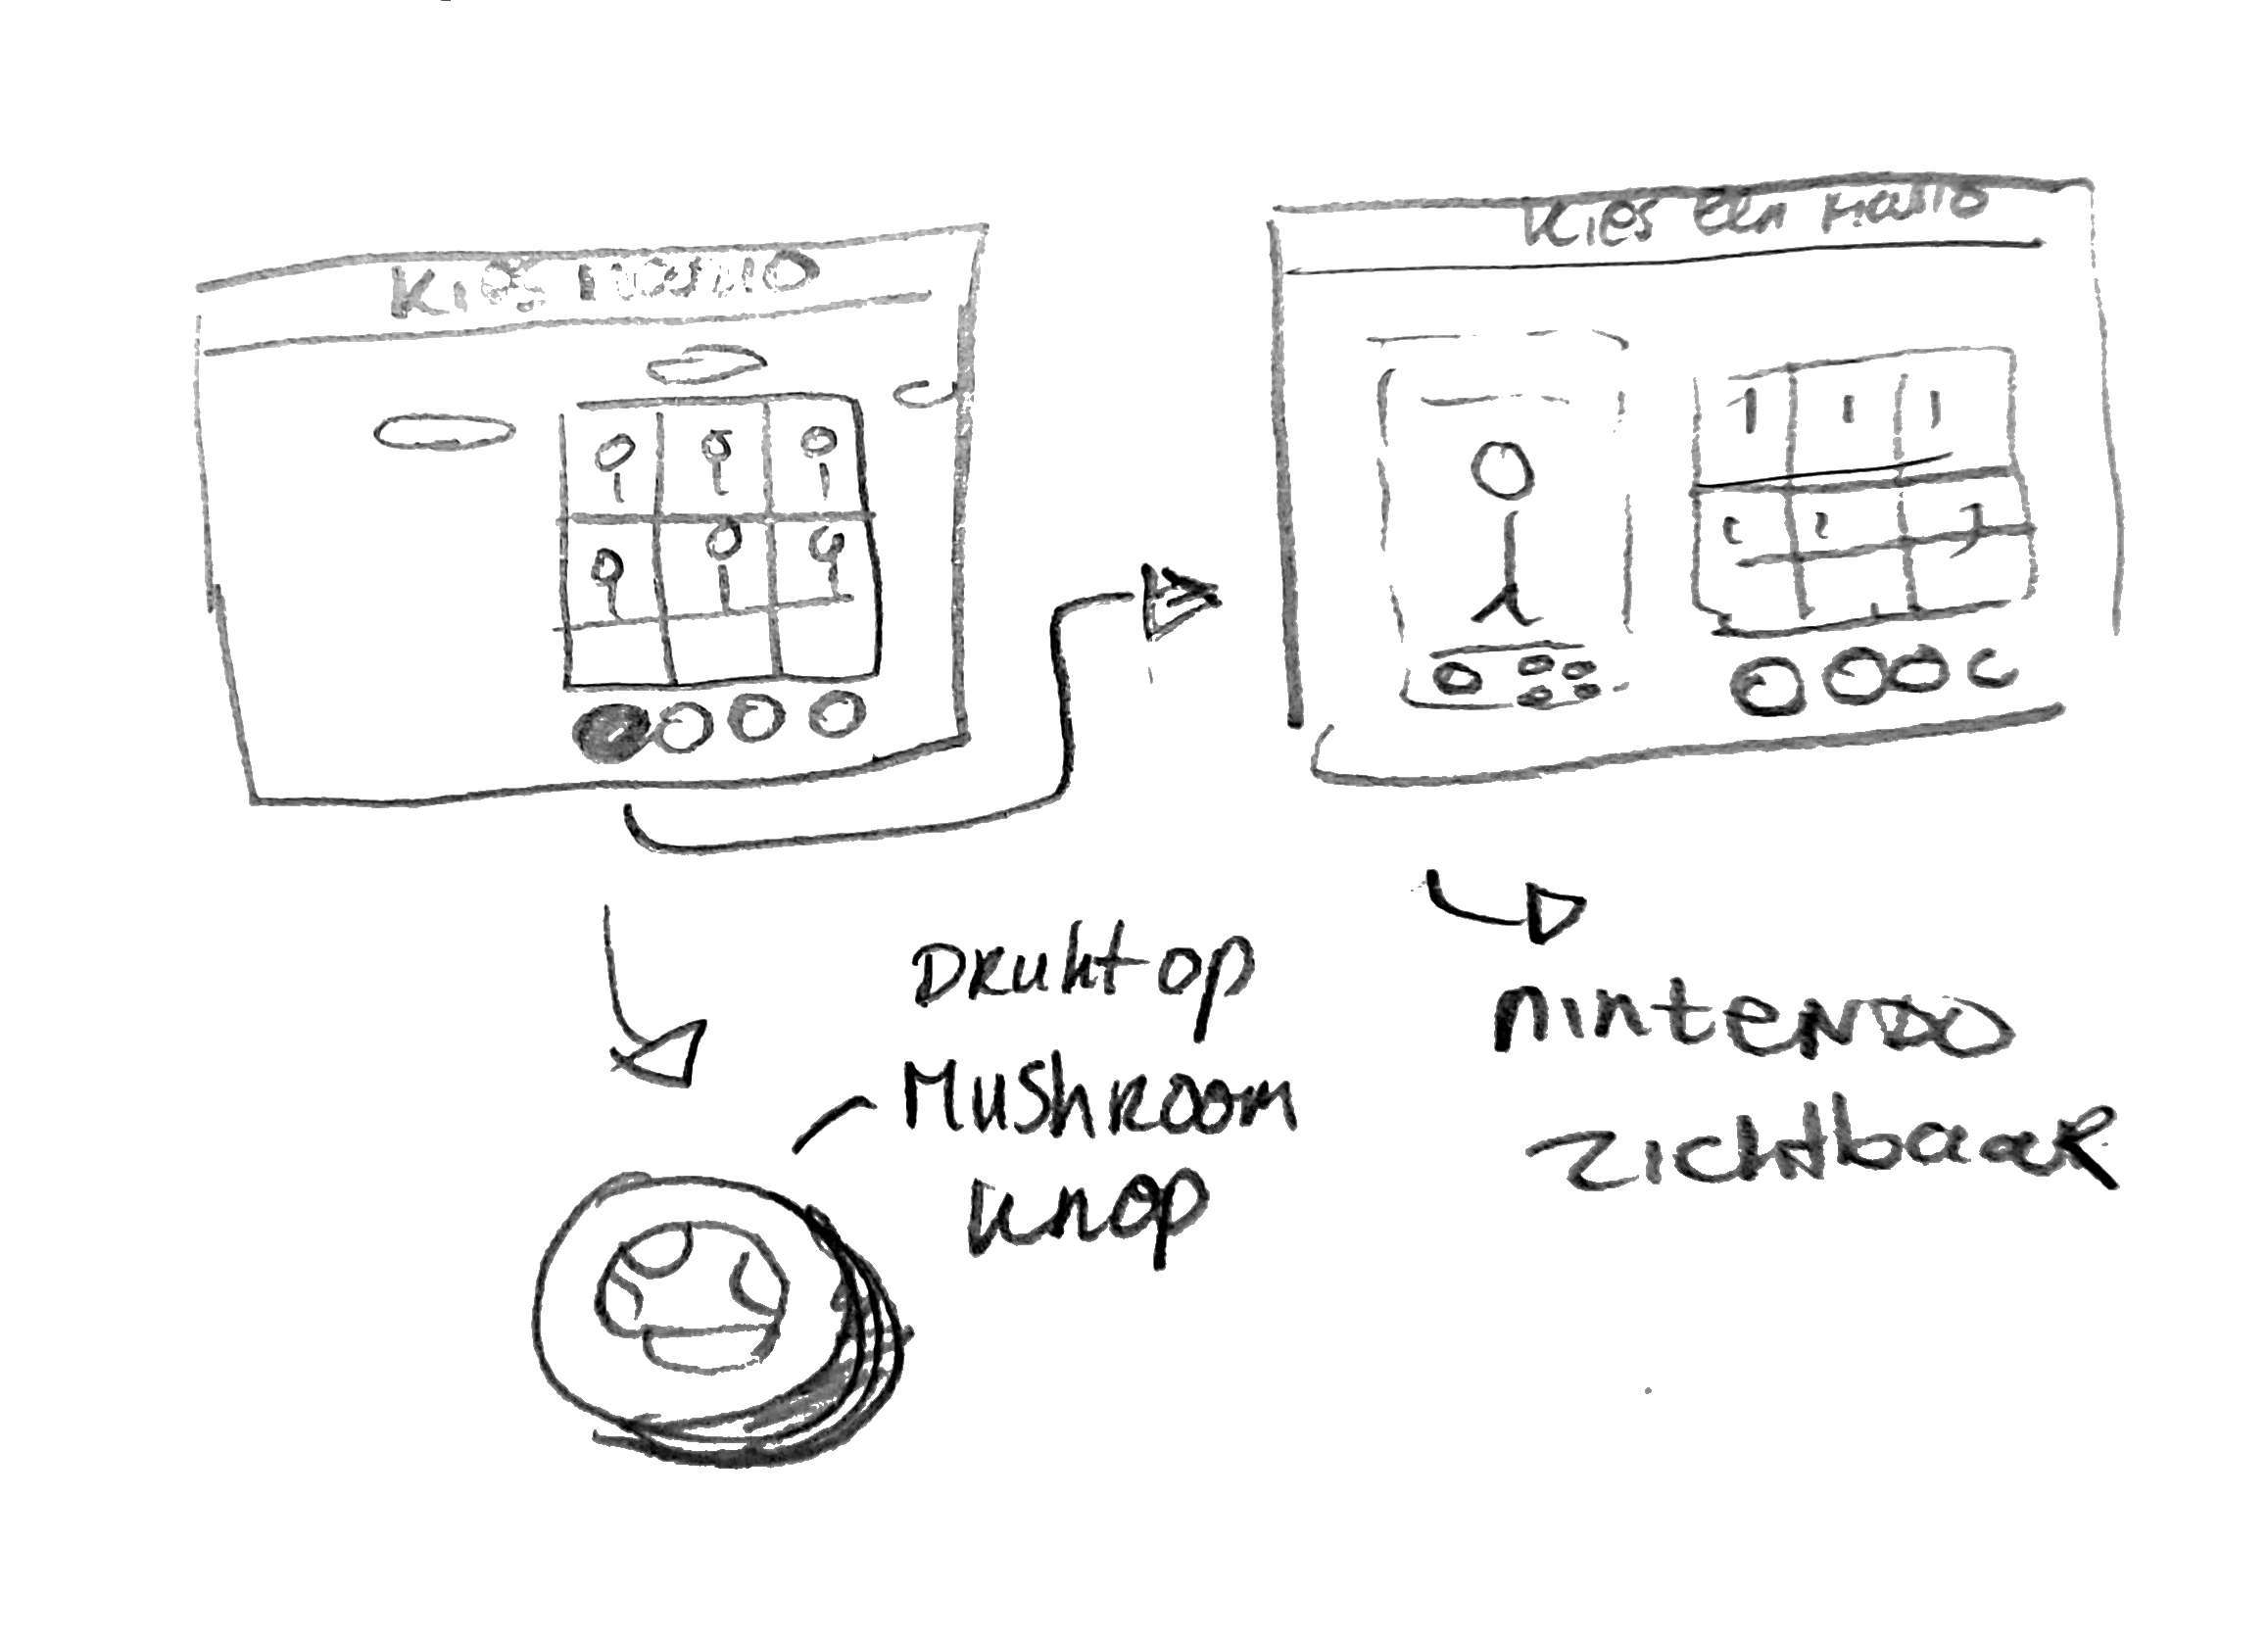 Kies Mario
Kies een Mario
Drukt op
Mushroom
knop
nintendo
zichtbaar